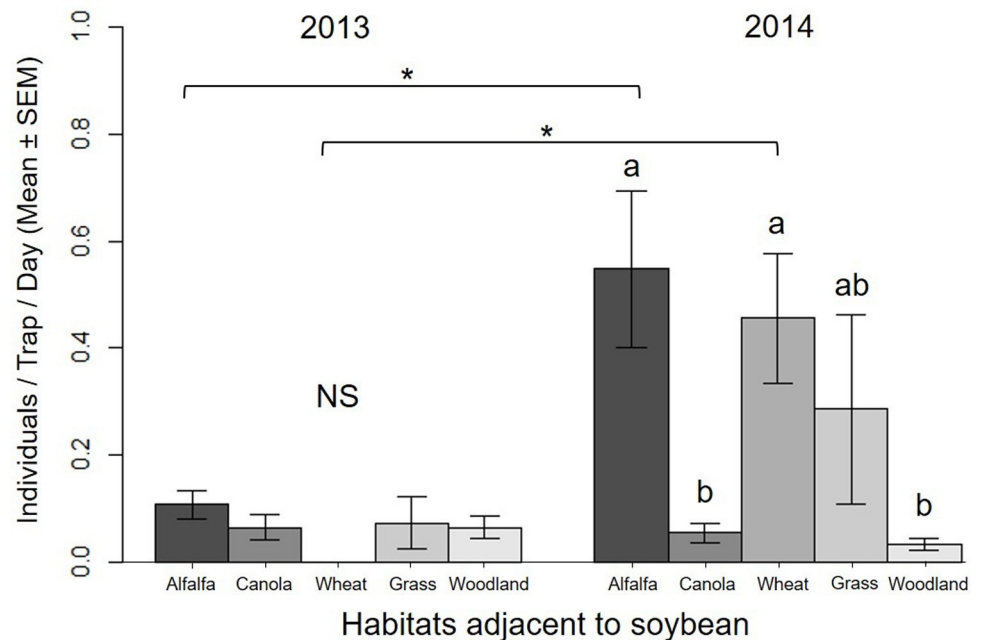 2013
2014
*
*
a
a
ab
b
b
NS
Individuals / Trap / Day (Mean ± SEM)
1.0
0.8
0.6
0.4
0.2
0.0
Alfalfa Canola Wheat Grass Woodland Alfalfa Canola Wheat Grass Woodland
Habitats adjacent to soybean